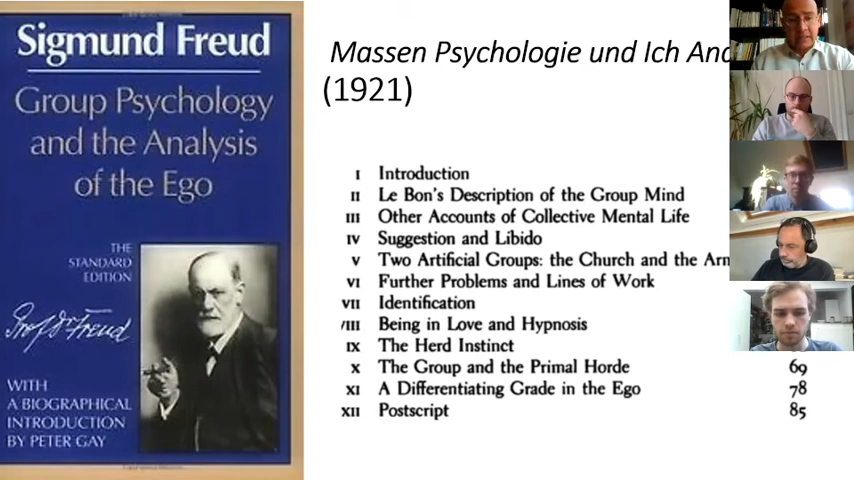 Sigmund Freud
Group Psychology
and the Analysis
of the Ego
THE
STANDARD
EDITION
Prof Dr Freud
WITH
A BIOGRAPHICAL
INTRODUCTION
BY PETER GAY
Massen Psychologie und Ich Ana
(1921)
I Introduction
II Le Bon's Description of the Group Mind
III Other Accounts of Collective Mental Life
IV Suggestion and Libido
V Two Artificial Groups: the Church and the Arm
VI Further Problems and Lines of Work
VII Identification
VIII Being in Love and Hypnosis
IX The Herd Instinct
X The Group and the Primal Horde 69
XI A Differentiating Grade in the Ego 78
XII Postscript 85